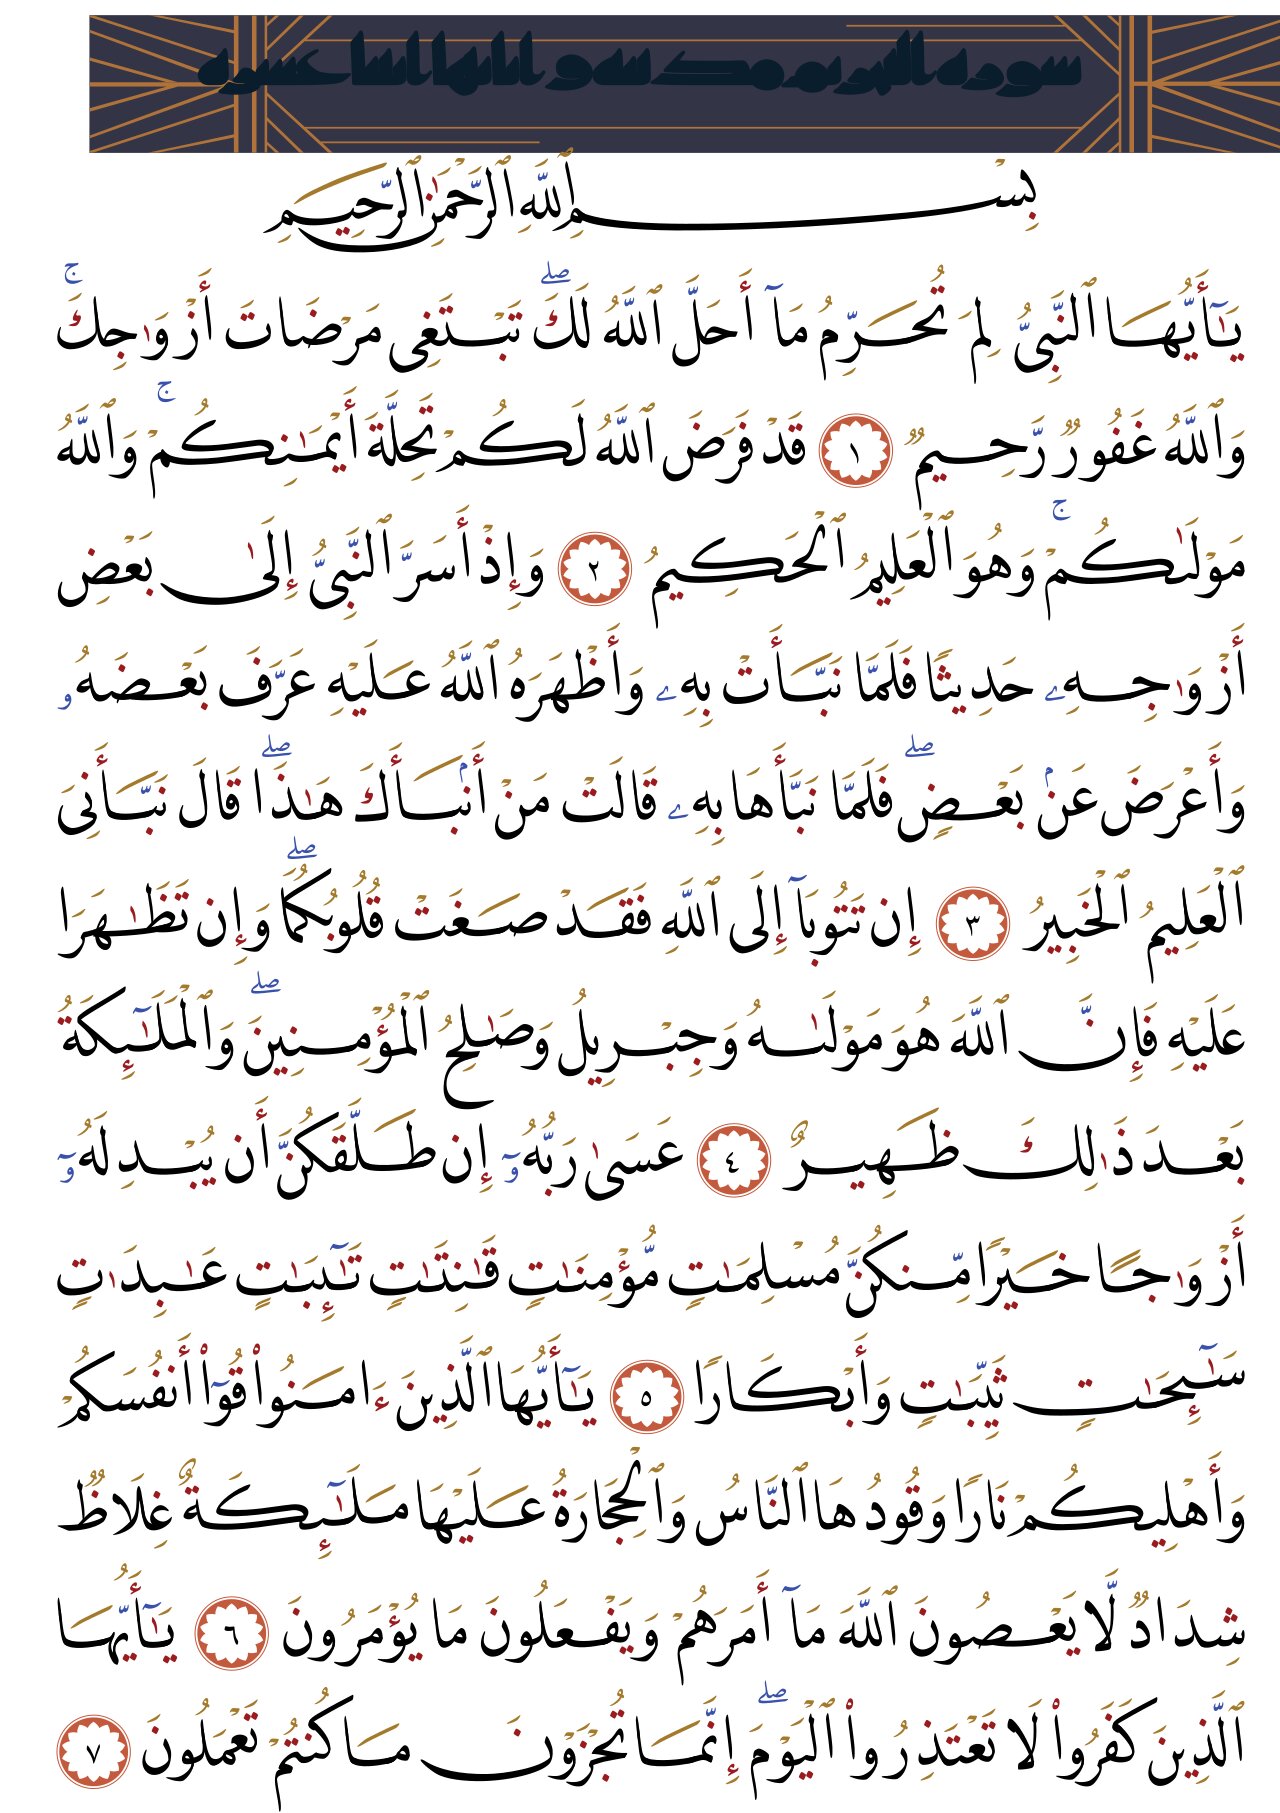 سورة التحريم مكية وآياتها اثنتا عشرة
بِسْمِ ٱللَّهِ ٱلرَّحْمَٰنِ ٱلرَّحِيمِ
يَٰٓأَيُّهَا ٱلنَّبِىُّ لِمَ تُحَرِّمُ مَآ أَحَلَّ ٱللَّهُ لَكَ ۖ تَبْتَغِى مَرْضَاتَ أَزْوَٰجِكَ ۚ
وَٱللَّهُ غَفُورٌ رَّحِيمٌ ١ قَدْ فَرَضَ ٱللَّهُ لَكُمْ تَحِلَّةَ أَيْمَٰنِكُمْ ۚ وَٱللَّهُ
مَوْلَىٰكُمْ ۖ وَهُوَ ٱلْعَلِيمُ ٱلْحَكِيمُ ٢ وَإِذْ أَسَرَّ ٱلنَّبِىُّ إِلَىٰ بَعْضِ
أَزْوَٰجِهِۦ حَدِيثًا فَلَمَّا نَبَّأَتْ بِهِۦ وَأَظْهَرَهُ ٱللَّهُ عَلَيْهِ عَرَّفَ بَعْضَهُۥ
وَأَعْرَضَ عَنۢ بَعْضٍ ۖ فَلَمَّا نَبَّأَهَا بِهِۦ قَالَتْ مَنْ أَنۢبَأَكَ هَٰذَا ۖ قَالَ نَبَّأَنِىَ
ٱلْعَلِيمُ ٱلْخَبِيرُ ٣ إِن تَتُوبَآ إِلَى ٱللَّهِ فَقَدْ صَغَتْ قُلُوبُكُمَا ۖ وَإِن تَظَٰهَرَا
عَلَيْهِ فَإِنَّ ٱللَّهَ هُوَ مَوْلَىٰهُ وَجِبْرِيلُ وَصَٰلِحُ ٱلْمُؤْمِنِينَ ۖ وَٱلْمَلَٰٓئِكَةُ
بَعْدَ ذَٰلِكَ ظَهِيرٌ ٤ عَسَىٰ رَبُّهُۥٓ إِن طَلَّقَكُنَّ أَن يُبْدِلَهُۥٓ
أَزْوَٰجًا خَيْرًا مِّنكُنَّ مُسْلِمَٰتٍ مُّؤْمِنَٰتٍ قَٰنِتَٰتٍ تَٰٓئِبَٰتٍ عَٰبِدَٰتٍ
سَٰٓئِحَٰتٍ ثَيِّبَٰتٍ وَأَبْكَارًا ٥ يَٰٓأَيُّهَا ٱلَّذِينَ ءَامَنُوا۟ قُوٓا۟ أَنفُسَكُمْ
وَأَهْلِيكُمْ نَارًا وَقُودُهَا ٱلنَّاسُ وَٱلْحِجَارَةُ عَلَيْهَا مَلَٰٓئِكَةٌ غِلَاظٌ
شِدَادٌ لَّا يَعْصُونَ ٱللَّهَ مَآ أَمَرَهُمْ وَيَفْعَلُونَ مَا يُؤْمَرُونَ ٦ يَٰٓأَيُّهَا
ٱلَّذِينَ كَفَرُوا۟ لَا تَعْتَذِرُوا۟ ٱلْيَوْمَ ۖ إِنَّمَا تُجْزَوْنَ مَا كُنتُمْ تَعْمَلُونَ ٧